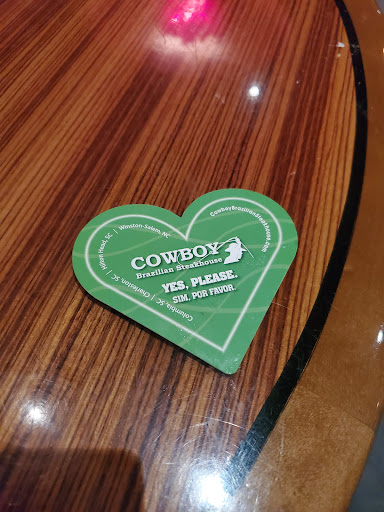 Hilton Head, SC | Winston-Salem, NC
CowboyBrazilianSteakhouse.com
COWBOY
Brazilian Steakhouse
YES, PLEASE.
SIM, POR FAVOR.
Columbia, SC | Charleston, SC